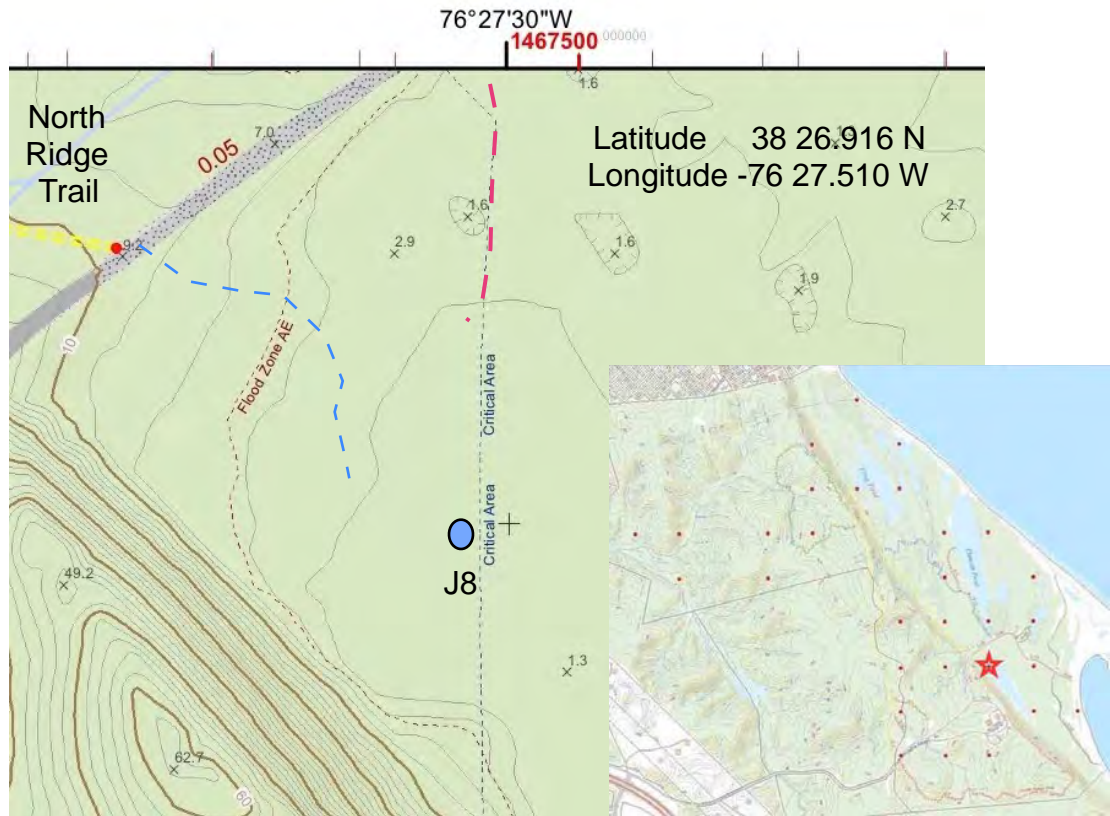 76°27'30"W
1467500 000000
North
Ridge
Trail
7.0
0.05
1.6
Latitude 38 26.916 N
Longitude -76 27.510 W
1.6
2.7
9.2
2.9
1.6
1.9
10
Flood Zone AE
Critical Area
Critical Area
J8
49.2
1.3
62.7
60